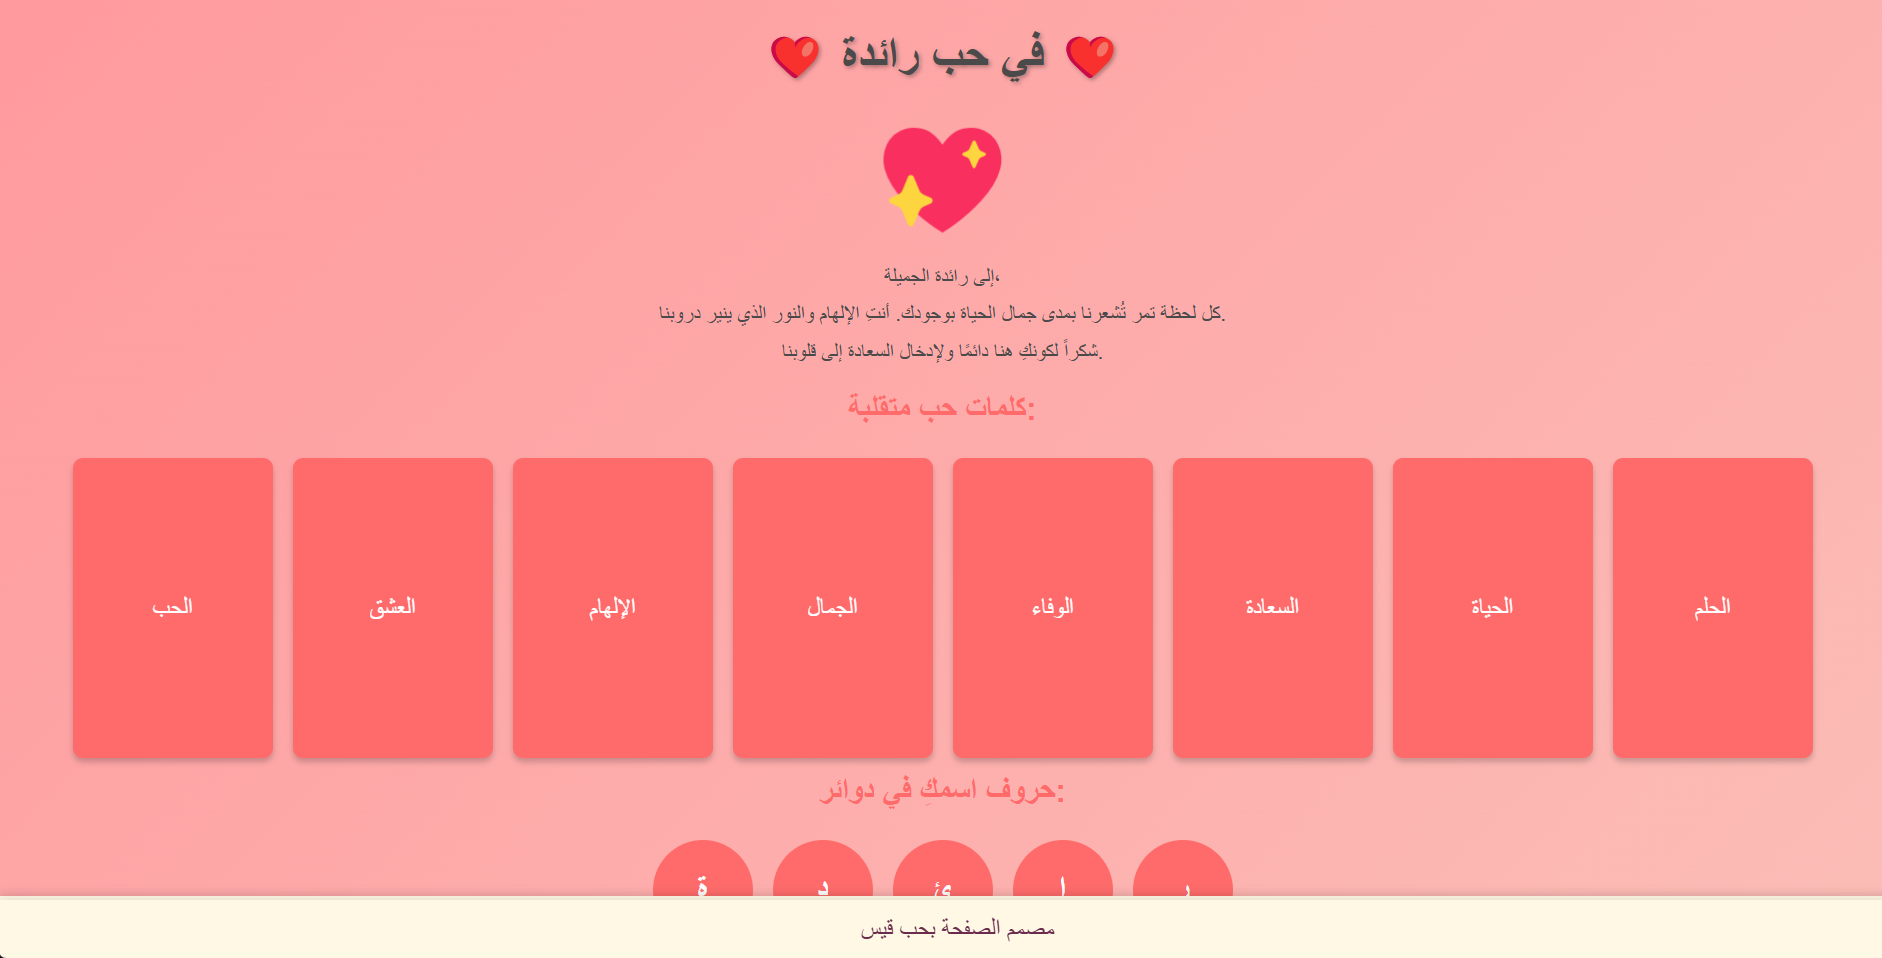 ❤️ في حب رائدة ❤️
إلى رائدة الجميلة،
كل لحظة تمر تُشعرنا بمدى جمال الحياة بوجودك. أنتِ الإلهام والنور الذي ينير دروبنا.
شكراً لكونكِ هنا دائمًا ولإدخال السعادة إلى قلوبنا.
كلمات حب متقلبة:
الحلم
الحياة
السعادة
الوفاء
الجمال
الإلهام
العشق
الحب
حروف اسمكِ في دوائر:
ر ا ئ د ة
مصمم الصفحة بحب قيس